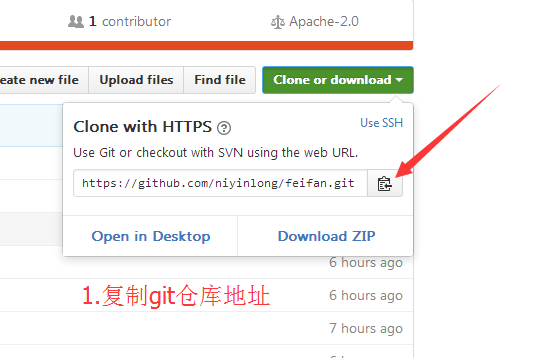 1 contributor
Apache-2.0
eate new file
Upload files
Find file
Clone or download
Clone with HTTPS
Use SSH
Use Git or checkout with SVN using the web URL.
https://github.com/niyinlong/feifan.git
Open in Desktop
Download ZIP
6 hours ago
1.复制git仓库地址
6 hours ago
7 hours ago